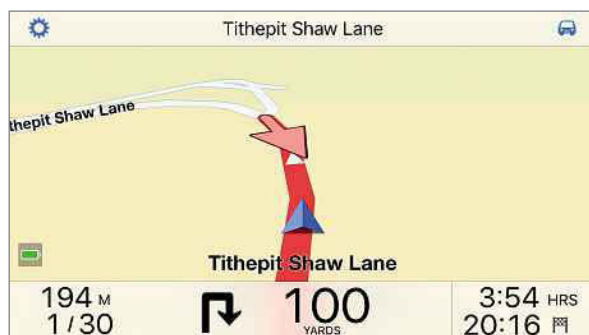 Tithepit Shaw Lane
thepit Shaw Lane
Tithepit Shaw Lane
194 M
1/30
100
YARDS
3:54 HRS
20:16